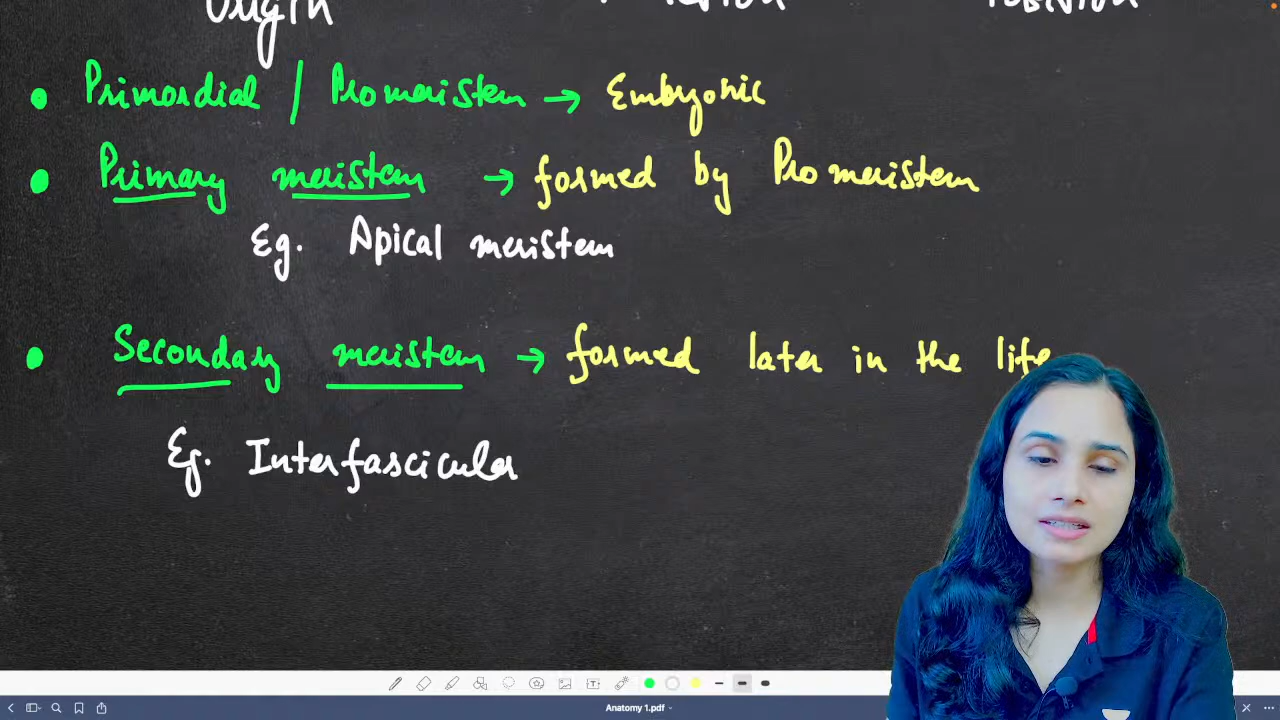 Origin
Primordial / Promeristem → Embryonic
Primary meristem → formed by Promeristem
Eg. Apical meristem
Secondary meristem → formed later in the life
Eg. Interfascicular
Anatomy 1.pdf